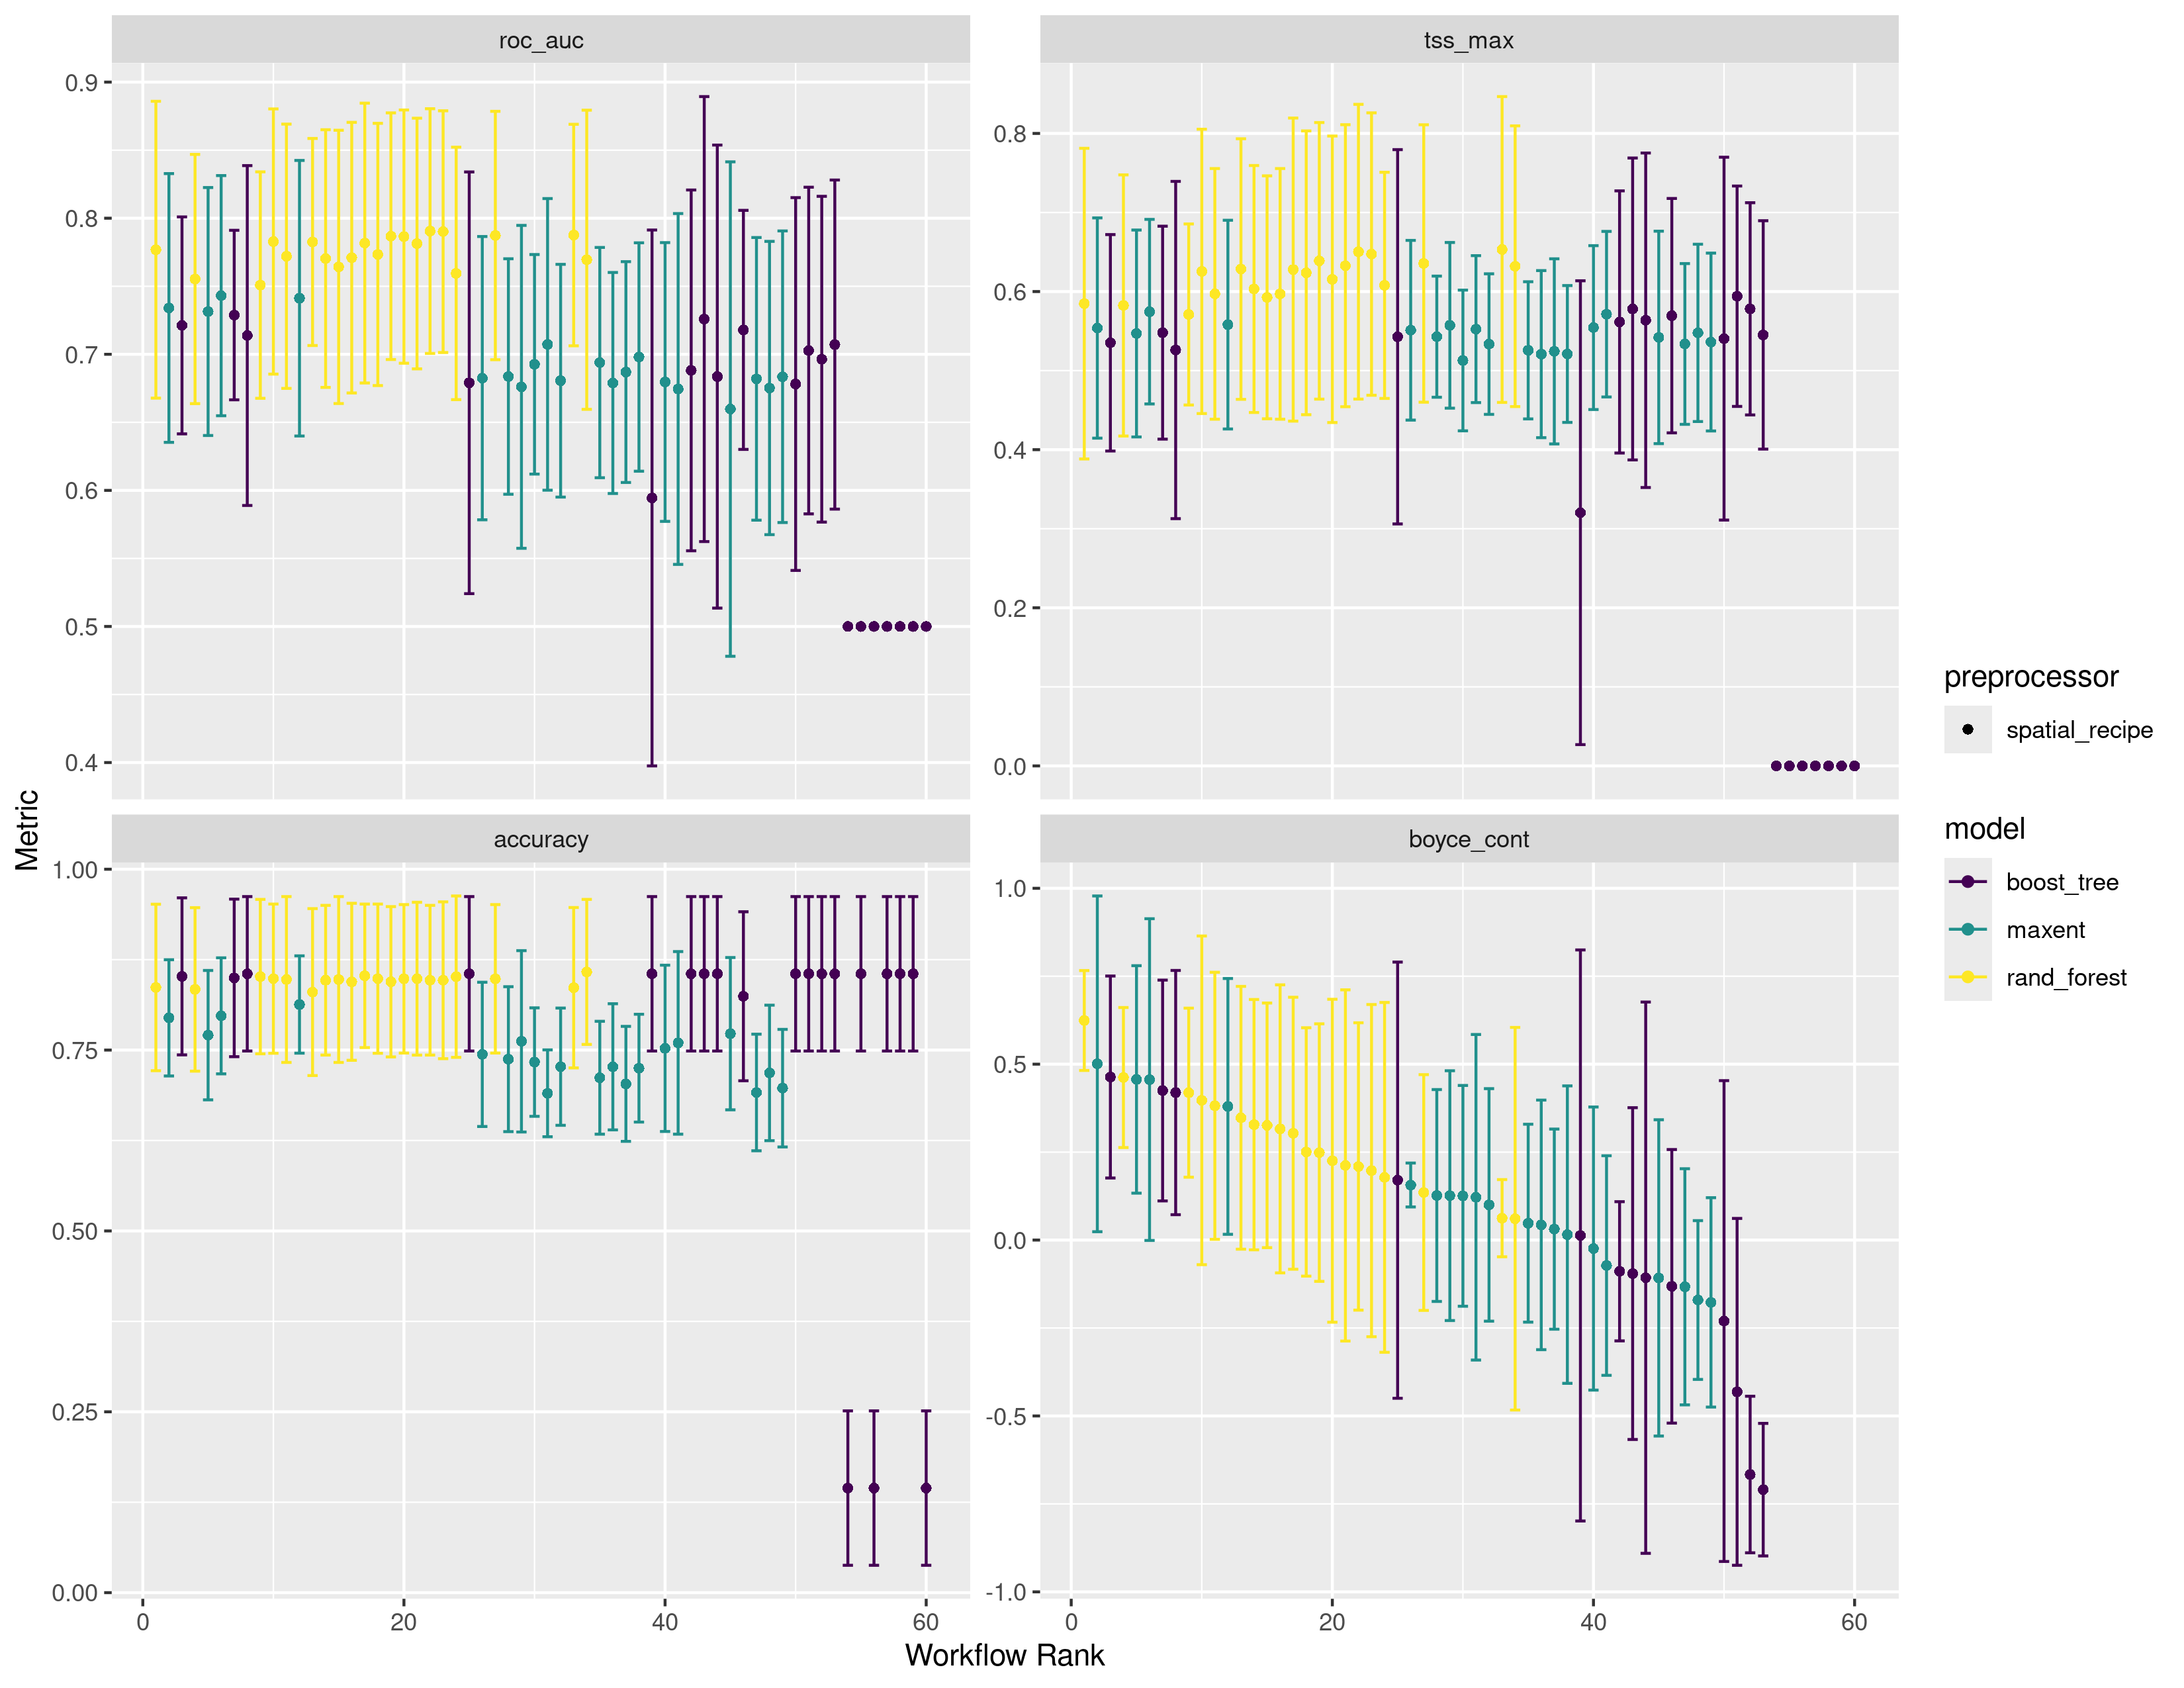 roc_auc
tss_max
0.9
0.8
0.7
0.6
0.5
0.4
0.8
0.6
0.4
0.2
0.0
accuracy
boyce_cont
1.00
0.75
0.50
0.25
0.00
1.0
0.5
0.0
-0.5
-1.0
0 20 40 60
0 20 40 60
Metric
Workflow Rank
preprocessor
spatial_recipe
model
boost_tree
maxent
rand_forest